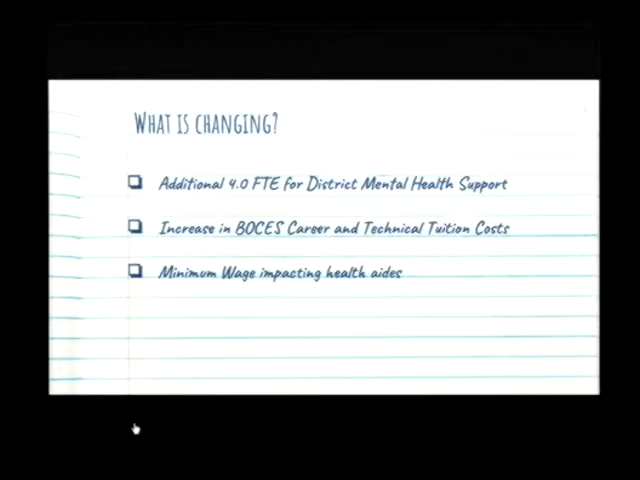 What is changing?
Additional 4.0 FTE for District Mental Health Support
Increase in BOCES Career and Technical Tuition Costs
Minimum Wage impacting health aides